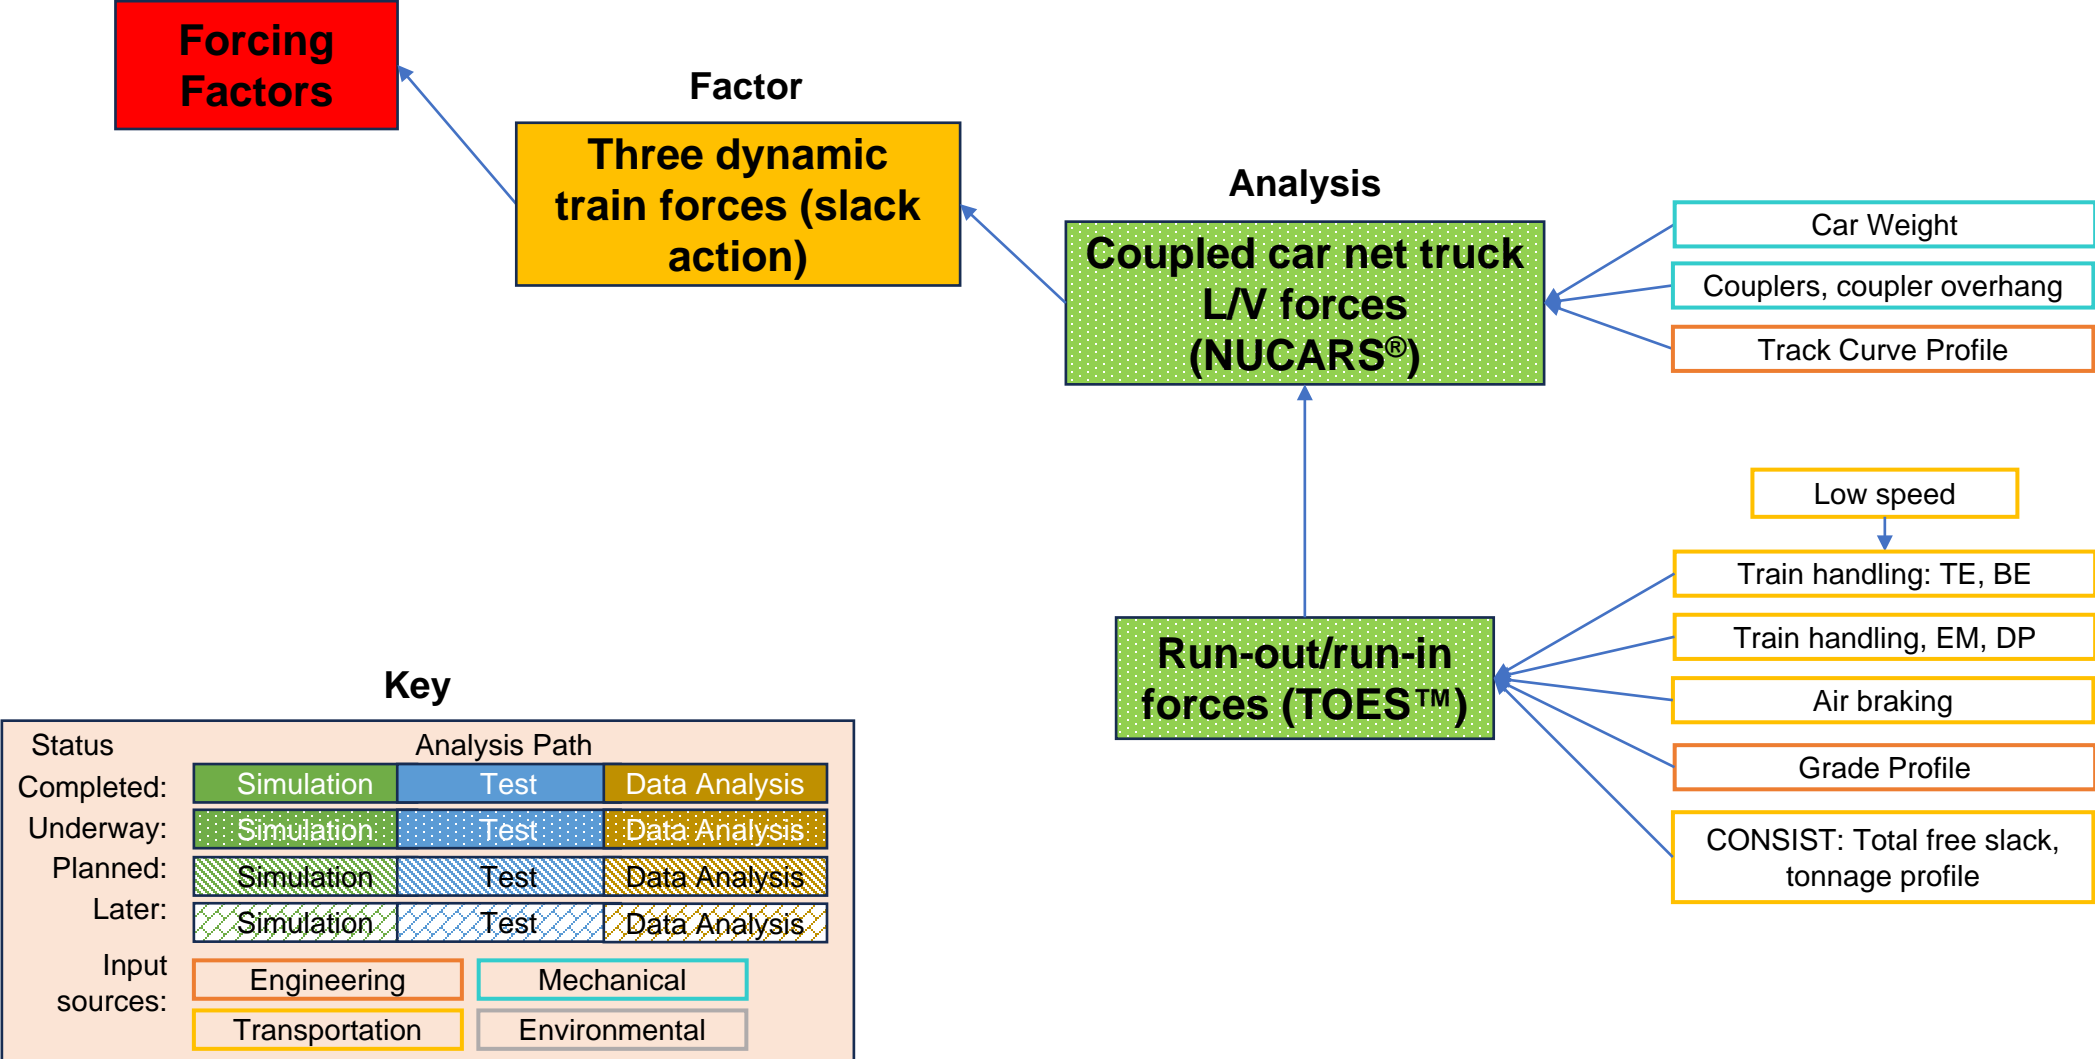 Forcing
Factors
Factor
Three dynamic
train forces (slack
action)
Analysis
Coupled car net truck
L/V forces
(NUCARS®)
Car Weight
Couplers, coupler overhang
Track Curve Profile
Low speed
Train handling: TE, BE
Train handling, EM, DP
Air braking
Grade Profile
CONSIST: Total free slack,
tonnage profile
Run-out/run-in
forces (TOES™)
Key
Status Analysis Path
Completed: Simulation Test Data Analysis
Underway: Simulation Test Data Analysis
Planned: Simulation Test Data Analysis
Later: Simulation Test Data Analysis
Input
sources:
Engineering Mechanical
Transportation Environmental